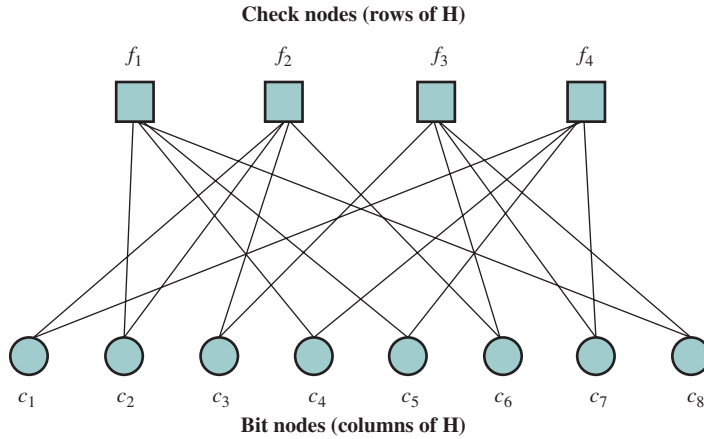 Check nodes (rows of H)
f1 f2 f3 f4
c1 c2 c3 c4 c5 c6 c7 c8
Bit nodes (columns of H)